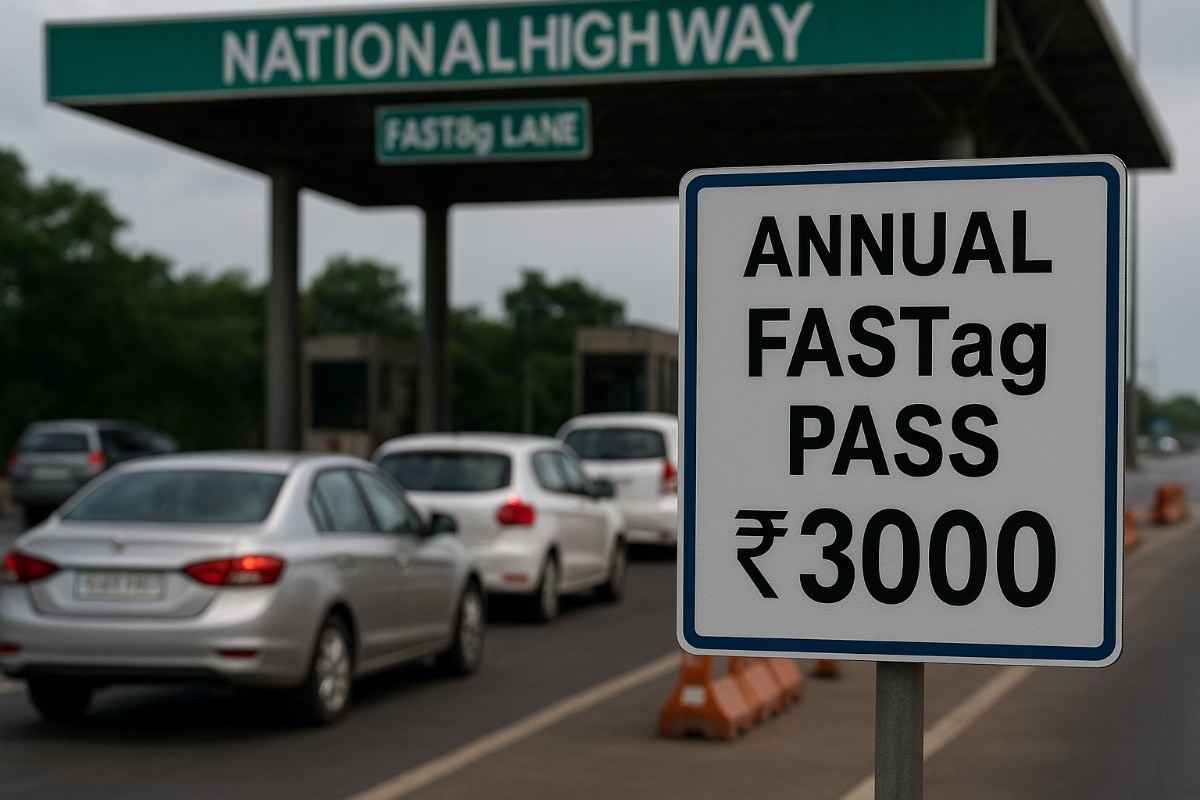 NATIONALHIGHWAY
FAST8g LANE
ANNUAL
FASTag
PASS
₹3000